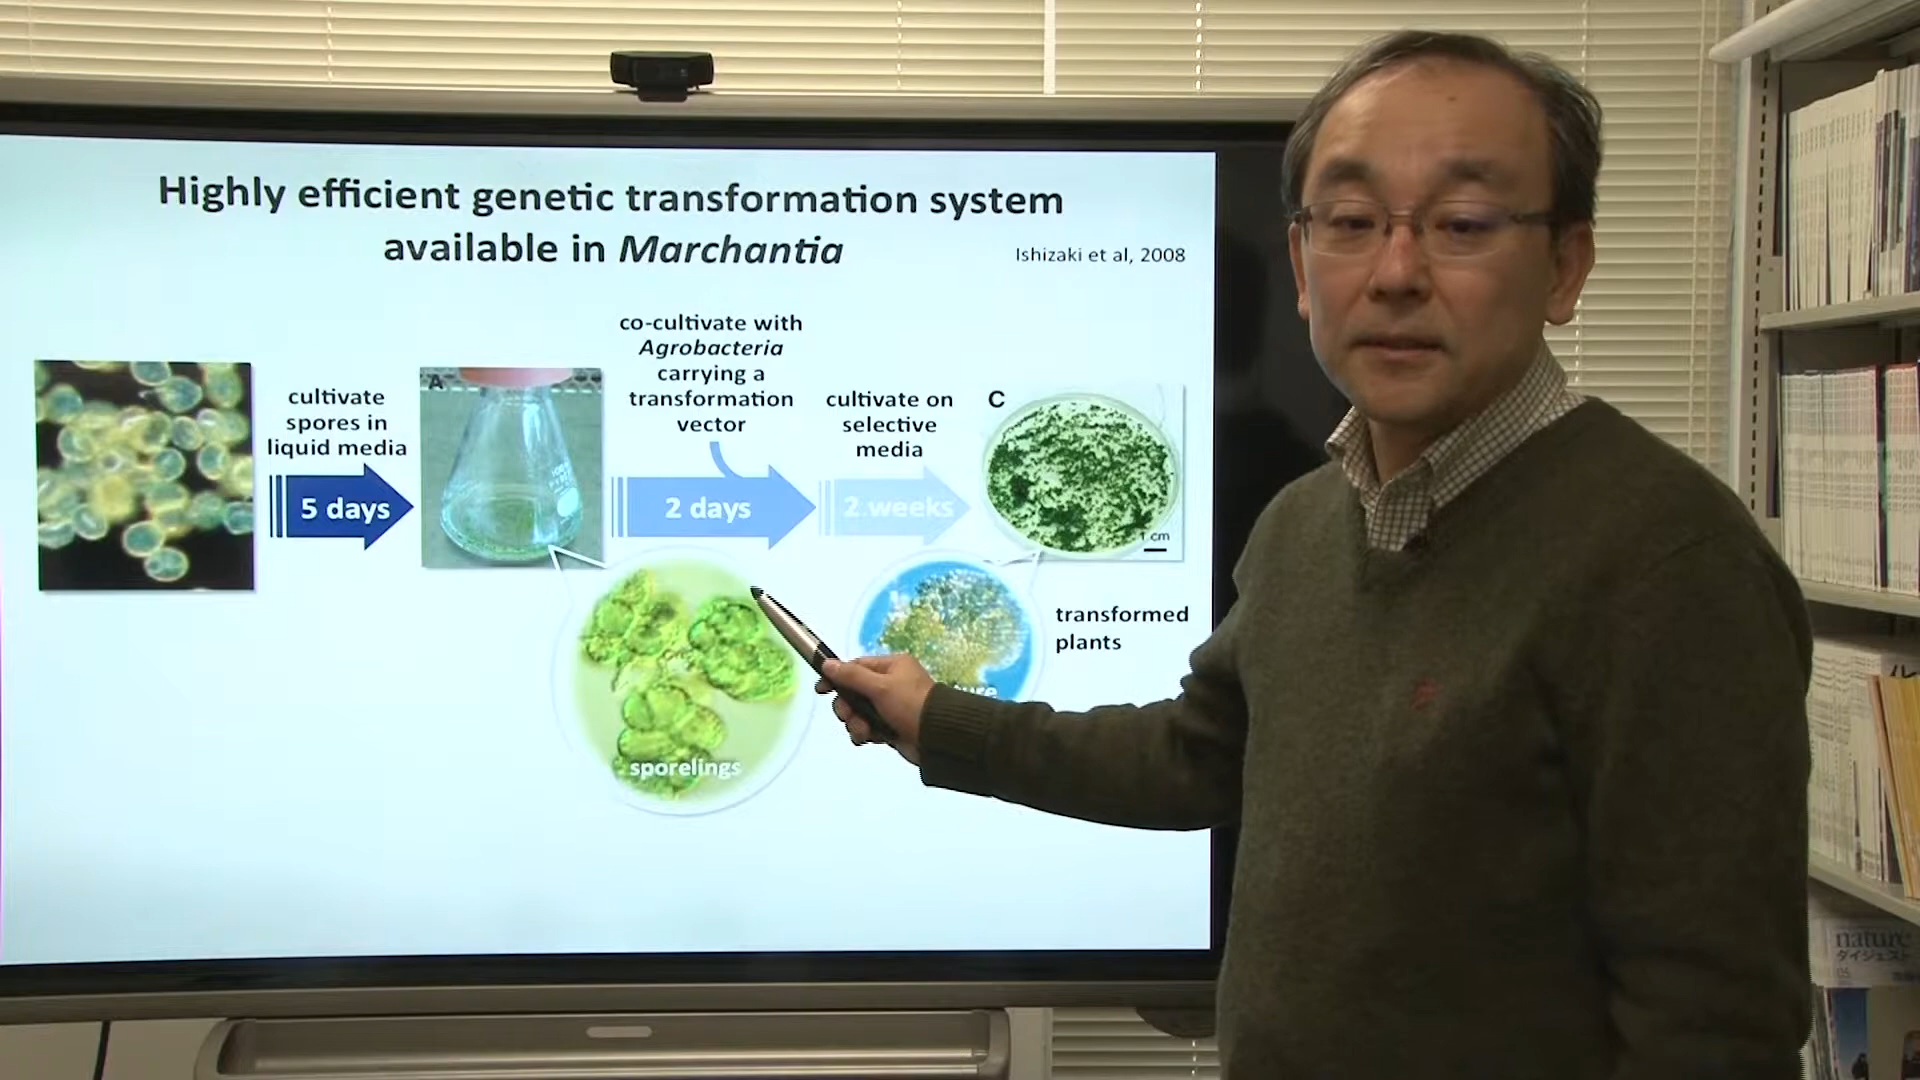 Highly efficient genetic transformation system
available in Marchantia
Ishizaki et al, 2008
cultivate
spores in
liquid media
5 days
A
co-cultivate with
Agrobacteria
carrying a
transformation
vector
2 days
cultivate on
selective
media
2 weeks
C
1 cm
transformed
plants
sporelings
nature
ダイジェスト
05